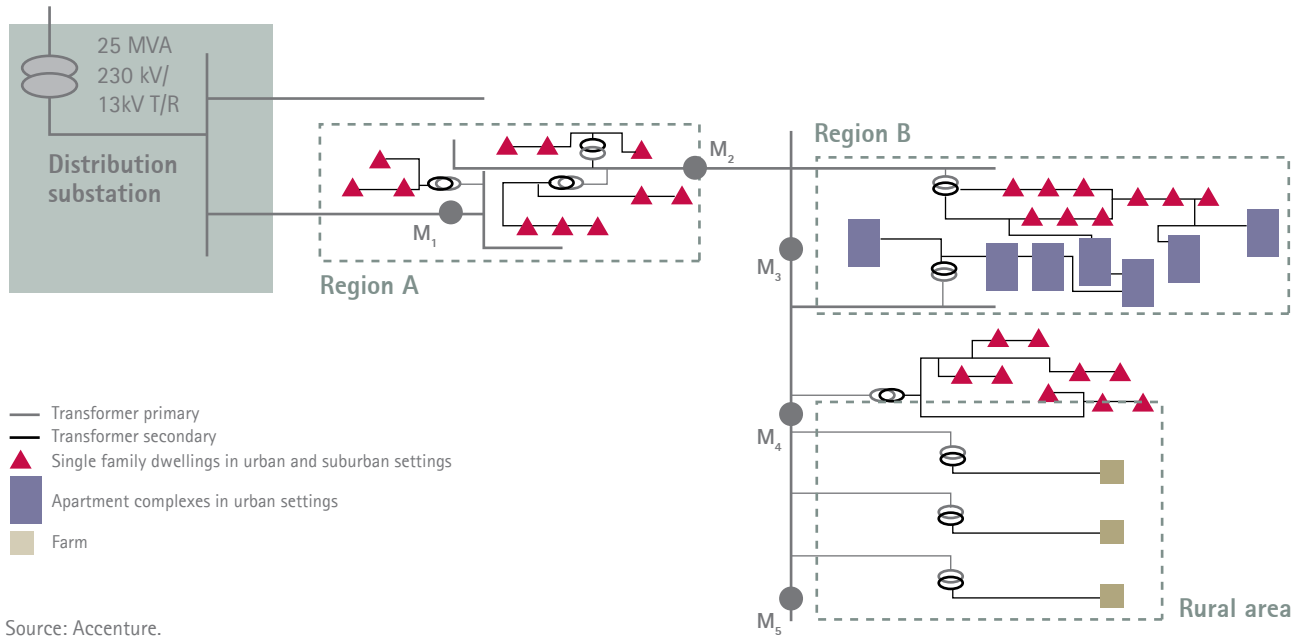 25 MVA
230 kV/
13kV T/R
Distribution
substation
Region A
M1
M2
Region B
M3
M4
M5
Rural area
Transformer primary
Transformer secondary
Single family dwellings in urban and suburban settings
Apartment complexes in urban settings
Farm
Source: Accenture.